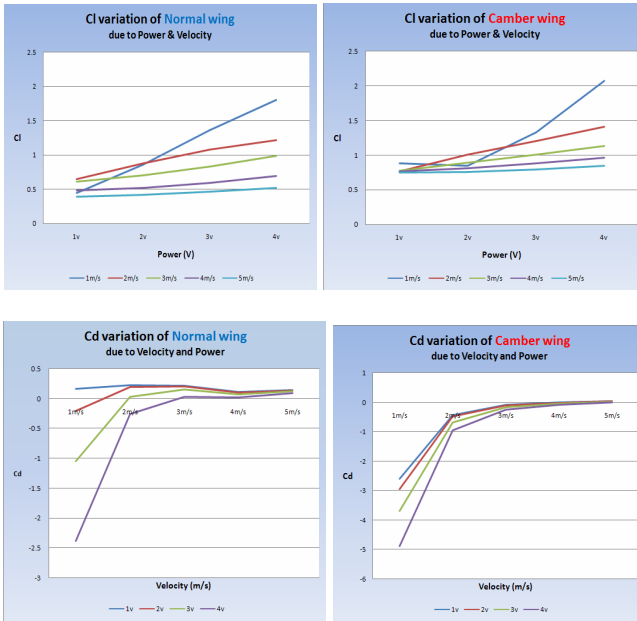 Cl variation of Normal wing
due to Power & Velocity
2.5
2
1.5
Cl
1
0.5
0
1v 2v 3v 4v
Power (V)
1m/s 2m/s 3m/s 4m/s 5m/s
Cl variation of Camber wing
due to Power & Velocity
2.5
2
1.5
Cl
1
0.5
0
1v 2v 3v 4v
Power (V)
1m/s 2m/s 3m/s 4m/s 5m/s
Cd variation of Normal wing
due to Velocity and Power
0.5
0
1m/s 2m/s 3m/s 4m/s 5m/s
-0.5
-1
Cd
-1.5
-2
-2.5
-3
Velocity (m/s)
1v 2v 3v 4v
Cd variation of Camber wing
due to Velocity and Power
1
0
1m/s 2m/s 3m/s 4m/s 5m/s
-1
-2
Cd
-3
-4
-5
-6
Velocity (m/s)
1v 2v 3v 4v